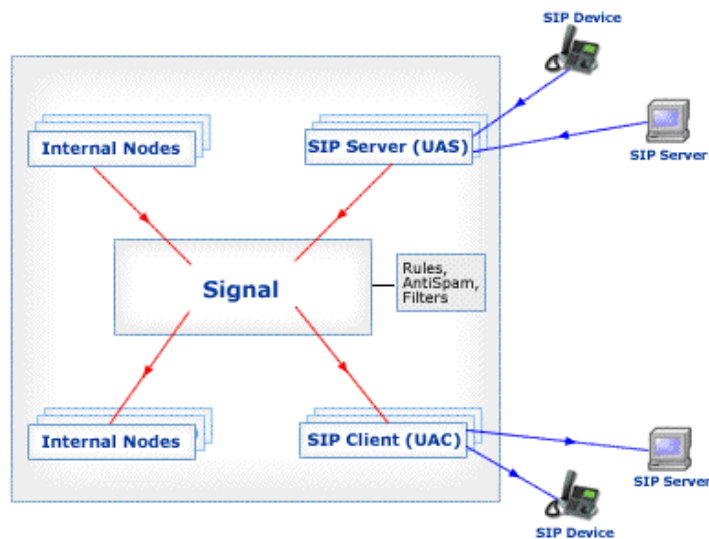 SIP Device
Internal Nodes
SIP Server (UAS)
SIP Server
Signal
Rules,
AntiSpam,
Filters
Internal Nodes
SIP Client (UAC)
SIP Server
SIP Device